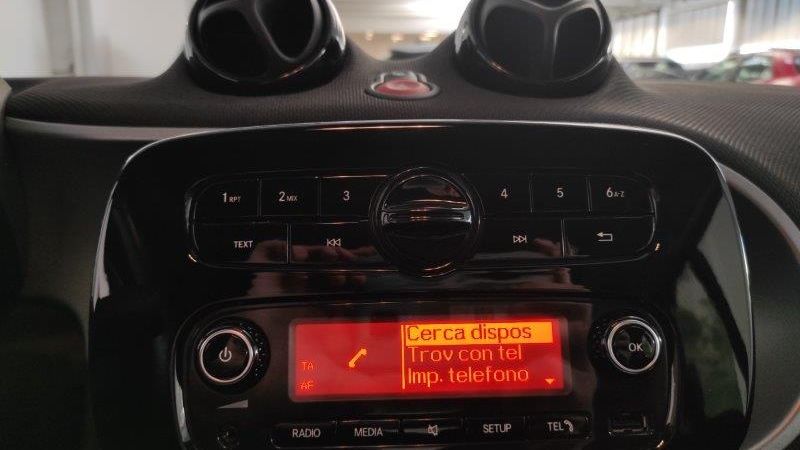 1 RPT 2 MIX 3 4 5 6 A-Z
TEXT
Cerca dispos
Trov con tel
Imp. telefono
TA
AF
OK
RADIO MEDIA SETUP TEL